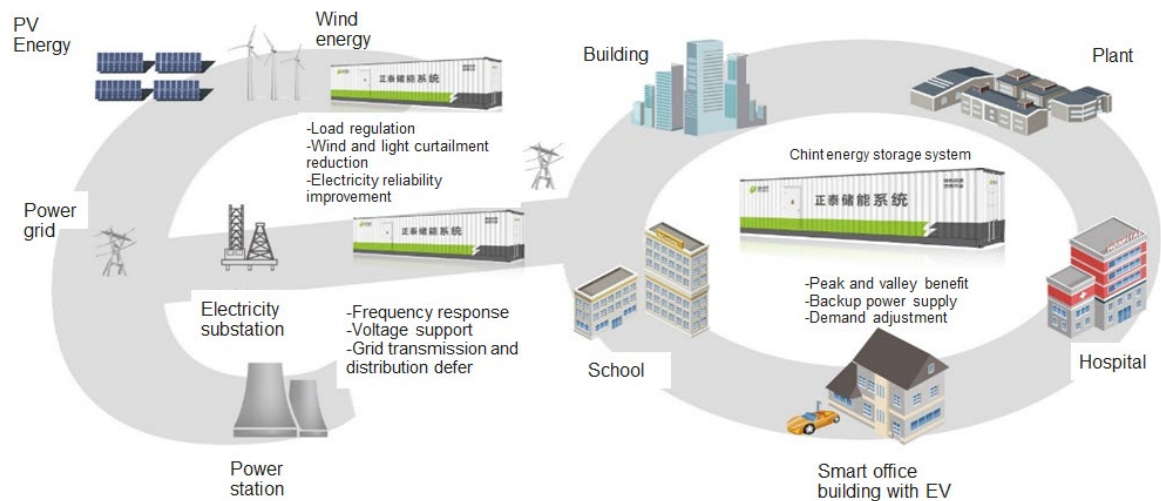 PV
Energy
Wind
energy
正泰储能系统
-Load regulation
-Wind and light curtailment
reduction
-Electricity reliability
improvement
Power
grid
正泰储能系统
Electricity
substation
-Frequency response
-Voltage support
-Grid transmission and
distribution defer
Power
station
Building
Plant
Chint energy storage system
正泰储能系统
-Peak and valley benefit
-Backup power supply
-Demand adjustment
School
HOSPITAL
Hospital
Smart office
building with EV